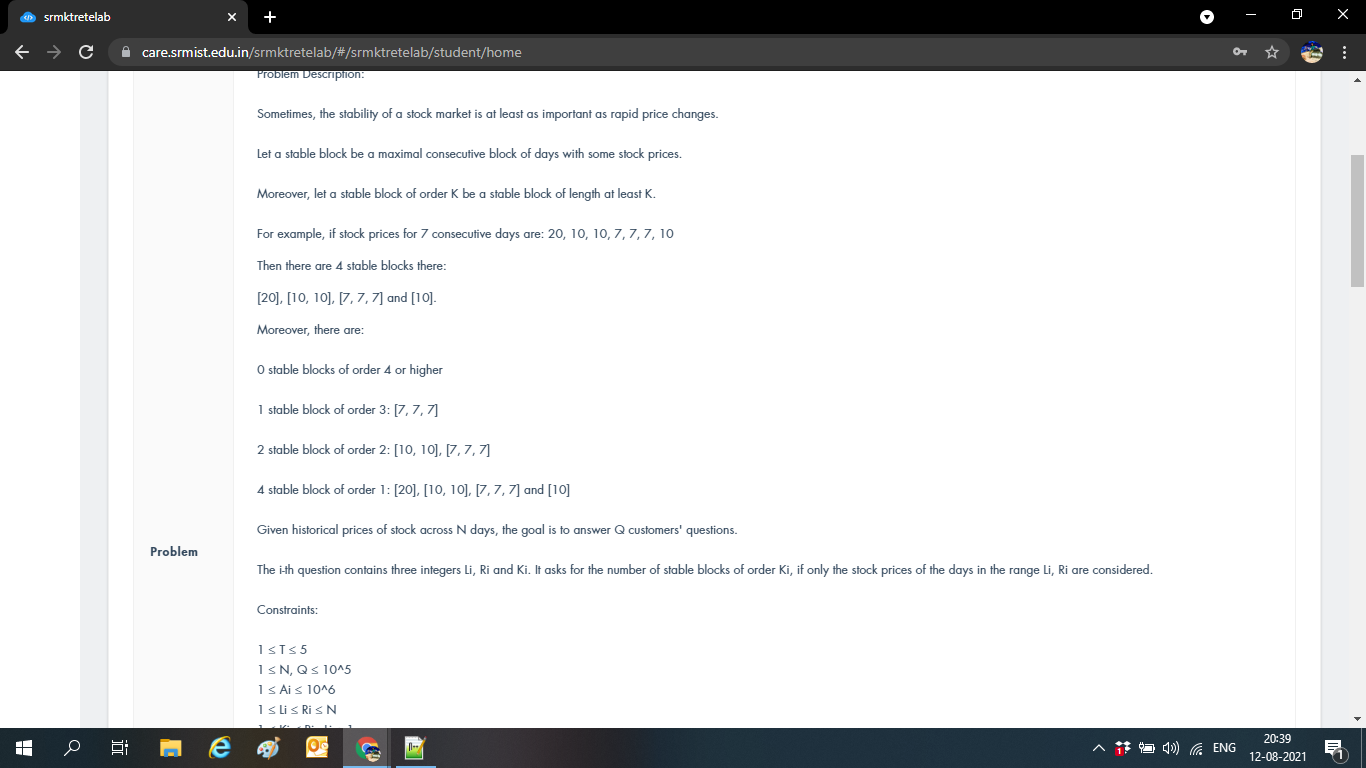 srmktretelab
care.srmist.edu.in/srmktretelab/#/srmktretelab/student/home
Problem Description:
Sometimes, the stability of a stock market is at least as important as rapid price changes.
Let a stable block be a maximal consecutive block of days with some stock prices.
Moreover, let a stable block of order K be a stable block of length at least K.
For example, if stock prices for 7 consecutive days are: 20, 10, 10, 7, 7, 7, 10
Then there are 4 stable blocks there:
[20], [10, 10], [7, 7, 7] and [10].
Moreover, there are:
0 stable blocks of order 4 or higher
1 stable block of order 3: [7, 7, 7]
2 stable block of order 2: [10, 10], [7, 7, 7]
4 stable block of order 1: [20], [10, 10], [7, 7, 7] and [10]
Given historical prices of stock across N days, the goal is to answer Q customers' questions.
Problem
The i-th question contains three integers Li, Ri and Ki. It asks for the number of stable blocks of order Ki, if only the stock prices of the days in the range Li, Ri are considered.
Constraints:
1 ≤ T ≤ 5
1 ≤ N, Q ≤ 10^5
1 ≤ Ai ≤ 10^6
1 ≤ Li ≤ Ri ≤ N
ENG
20:39
12-08-2021
1